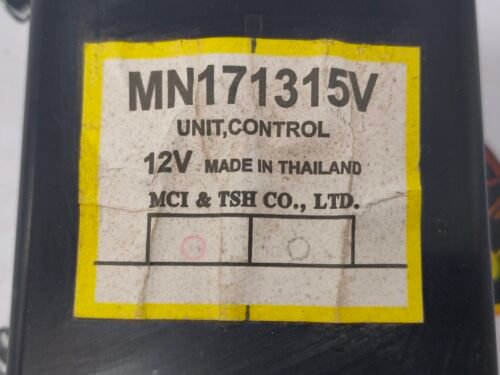 MN171315V
UNIT,CONTROL
12V MADE IN THAILAND
MCI & TSH CO., LTD.